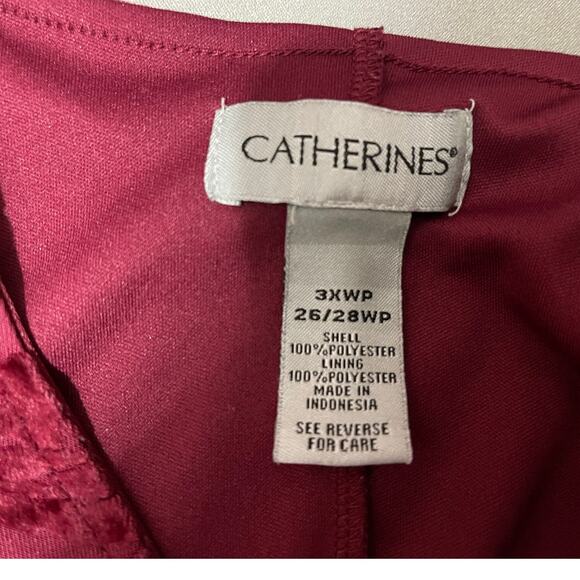 CATHERINES®
3XWP
26/28WP
SHELL
100%POLYESTER
LINING
100%POLYESTER
MADE IN
INDONESIA
SEE REVERSE
FOR CARE